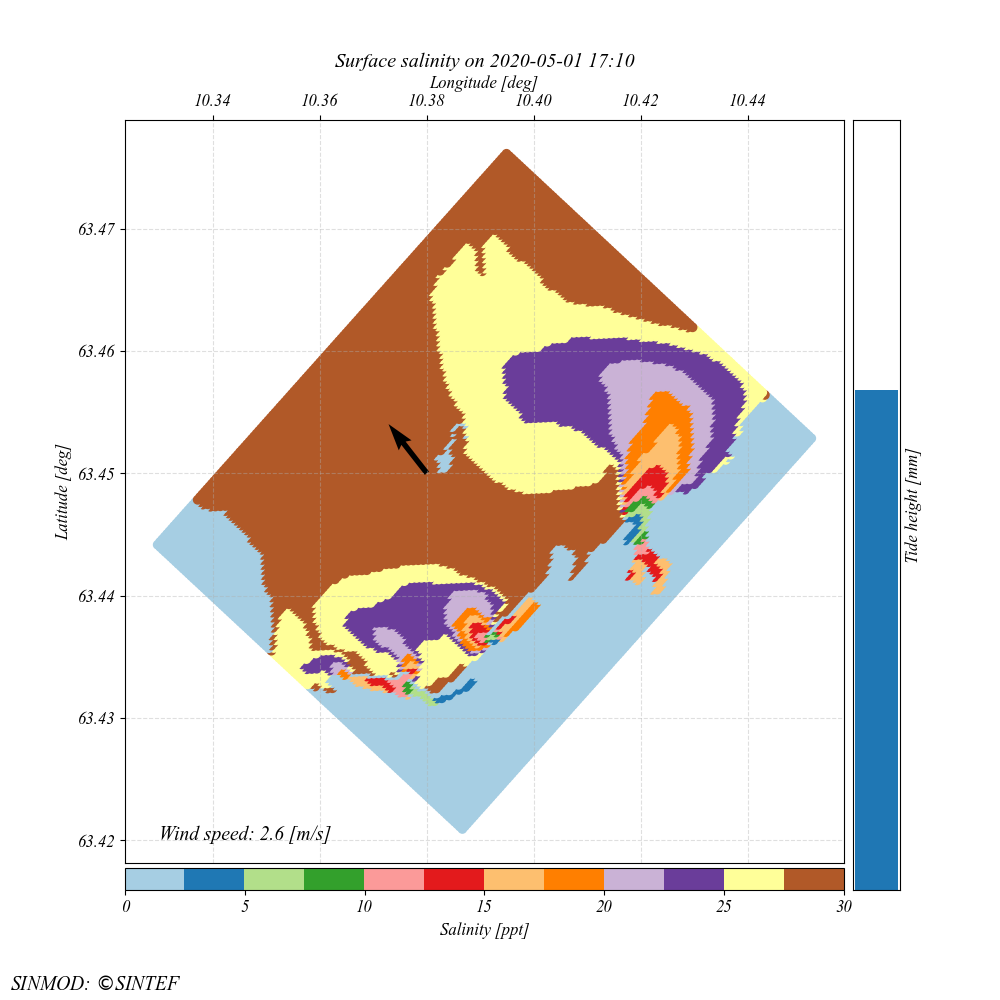 Surface salinity on 2020-05-01 17:10
Longitude [deg]
10.34 10.36 10.38 10.40 10.42 10.44
63.47
63.46
63.45
63.44
63.43
63.42
Latitude [deg]
Tide height [mm]
Wind speed: 2.6 [m/s]
0 5 10 15 20 25 30
Salinity [ppt]
SINMOD: ©SINTEF